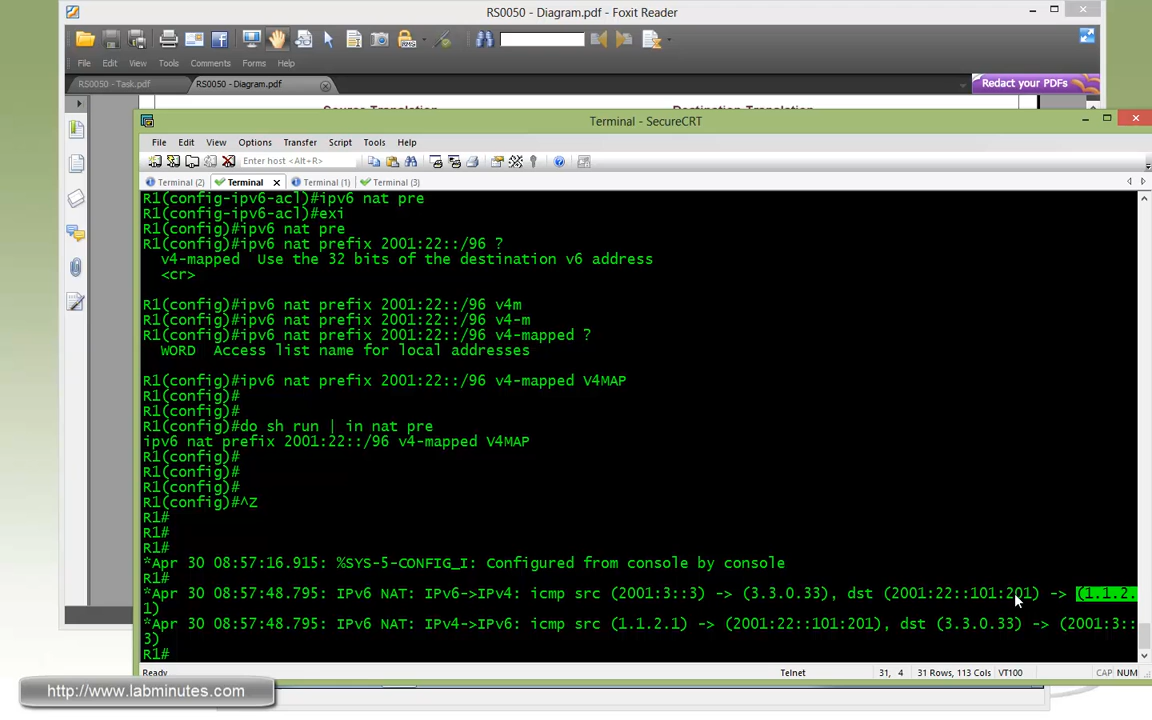 RS0050 - Diagram.pdf - Foxit Reader
File Edit View Tools Comments Forms Help
RS0050 - Task.pdf RS0050 - Diagram.pdf Redact your PDFs
Source Translation Destination Translation
Terminal - SecureCRT
File Edit View Options Transfer Script Tools Help
Enter host <Alt+R>
Terminal (2) Terminal Terminal (1) Terminal (3)
R1(config-ipv6-acl)#ipv6 nat pre
R1(config-ipv6-acl)#exi
R1(config)#ipv6 nat pre
R1(config)#ipv6 nat prefix 2001:22::/96 ?
v4-mapped Use the 32 bits of the destination v6 address
<cr>
R1(config)#ipv6 nat prefix 2001:22::/96 v4m
R1(config)#ipv6 nat prefix 2001:22::/96 v4-m
R1(config)#ipv6 nat prefix 2001:22::/96 v4-mapped ?
WORD Access list name for local addresses
R1(config)#ipv6 nat prefix 2001:22::/96 v4-mapped V4MAP
R1(config)#
R1(config)#
R1(config)#do sh run | in nat pre
ipv6 nat prefix 2001:22::/96 v4-mapped V4MAP
R1(config)#
R1(config)#
R1(config)#
R1(config)#^Z
R1#
R1#
R1#
*Apr 30 08:57:16.915: %SYS-5-CONFIG_I: Configured from console by console
R1#
*Apr 30 08:57:48.795: IPv6 NAT: IPv6->IPv4: icmp src (2001:3::3) -> (3.3.0.33), dst (2001:22::101:201) -> (1.1.2.
1)
*Apr 30 08:57:48.795: IPv6 NAT: IPv4->IPv6: icmp src (1.1.2.1) -> (2001:22::101:201), dst (3.3.0.33) -> (2001:3::
3)
R1#
Ready Telnet 31, 4 31 Rows, 113 Cols VT100 CAP NUM
http://www.labminutes.com